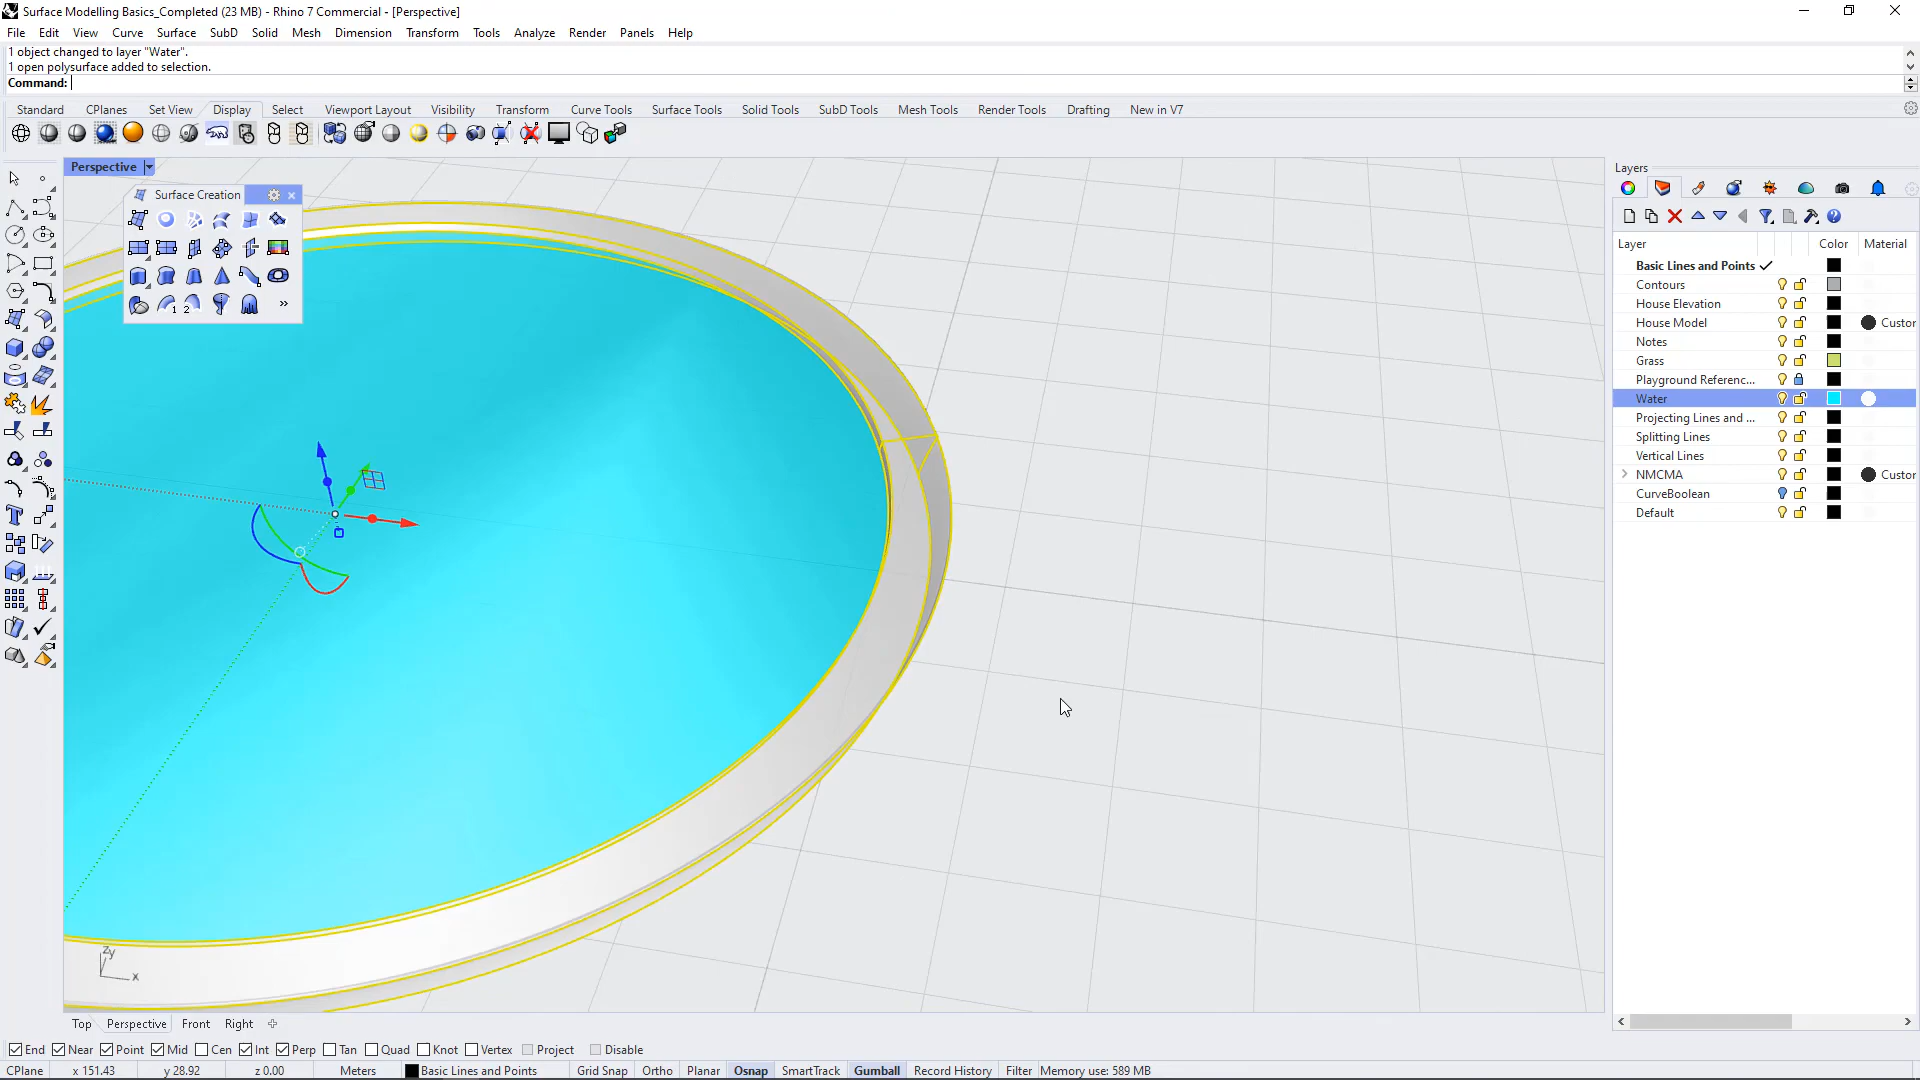 Surface Modelling Basics_Completed (23 MB) - Rhino 7 Commercial - [Perspective]
File Edit View Curve Surface SubD Solid Mesh Dimension Transform Tools Analyze Render Panels Help
1 object changed to layer "Water".
1 open polysurface added to selection.
Command:
Standard CPlanes Set View Display Select Viewport Layout Visibility Transform Curve Tools Surface Tools Solid Tools SubD Tools Mesh Tools Render Tools Drafting New in V7
Perspective
Surface Creation
1 2 »
Layers
Layer Color Material
Basic Lines and Points
Contours
House Elevation
House Model Custor
Notes
Grass
Playground Referenc...
Water
Projecting Lines and ...
Splitting Lines
Vertical Lines
NMCMA Custor
CurveBoolean
Default
z y
x
Top Perspective Front Right
End Near Point Mid Cen Int Perp Tan Quad Knot Vertex Project Disable
CPlane x 151.43 y 28.92 z 0.00 Meters Basic Lines and Points Grid Snap Ortho Planar Osnap SmartTrack Gumball Record History Filter Memory use: 589 MB